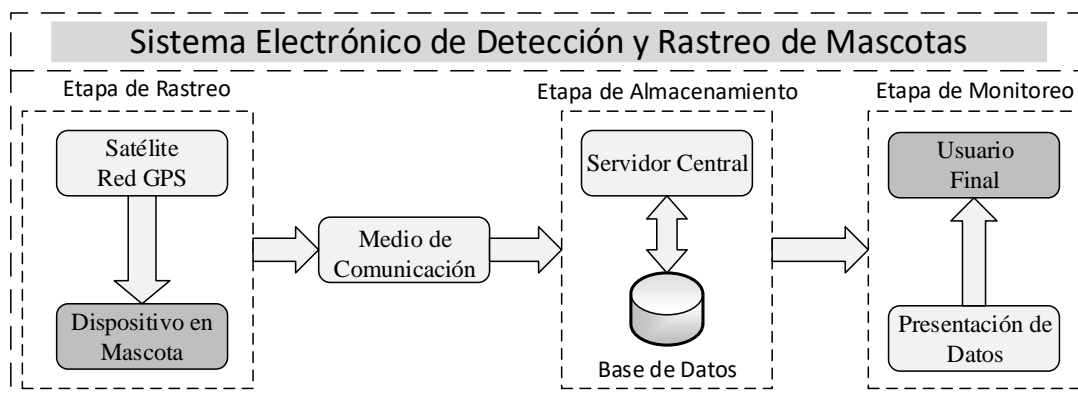 Sistema Electrónico de Detección y Rastreo de Mascotas
Etapa de Rastreo
Satélite
Red GPS
Dispositivo en
Mascota
Medio de
Comunicación
Etapa de Almacenamiento
Servidor Central
Base de Datos
Etapa de Monitoreo
Usuario
Final
Presentación de
Datos